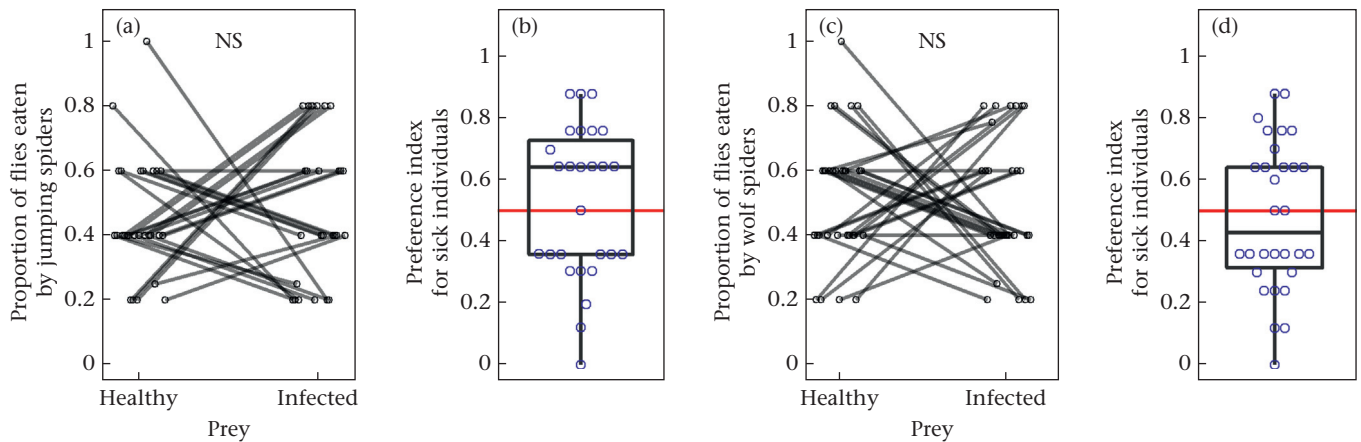 (a)
NS
Proportion of flies eaten
by jumping spiders
1
0.8
0.6
0.4
0.2
0
Healthy
Infected
Prey
(b)
Preference index
for sick individuals
1
0.8
0.6
0.4
0.2
0
(c)
NS
Proportion of flies eaten
by wolf spiders
1
0.8
0.6
0.4
0.2
0
Healthy
Infected
Prey
(d)
Preference index
for sick individuals
1
0.8
0.6
0.4
0.2
0